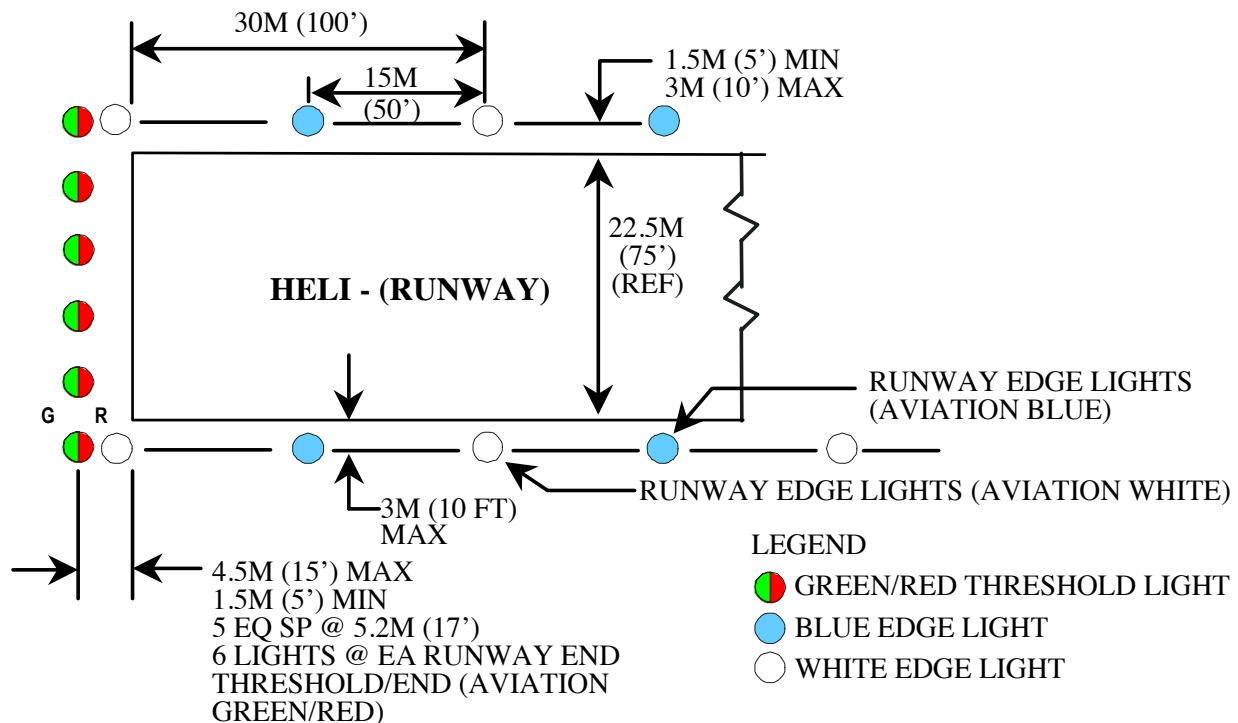 30M (100’)
15M
(50’)
1.5M (5’) MIN
3M (10’) MAX
22.5M
(75’)
(REF)
HELI - (RUNWAY)
G R
RUNWAY EDGE LIGHTS
(AVIATION BLUE)
RUNWAY EDGE LIGHTS (AVIATION WHITE)
3M (10 FT)
MAX
4.5M (15’) MAX
1.5M (5’) MIN
5 EQ SP @ 5.2M (17’)
6 LIGHTS @ EA RUNWAY END
THRESHOLD/END (AVIATION
GREEN/RED)
LEGEND
GREEN/RED THRESHOLD LIGHT
BLUE EDGE LIGHT
WHITE EDGE LIGHT